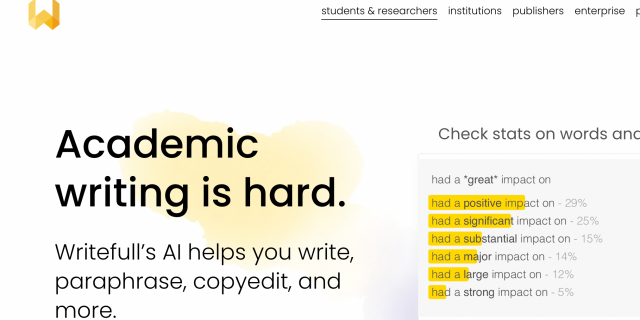 students & researchers institutions publishers enterprise
Academic
writing is hard.
Writefull's AI helps you write,
paraphrase, copyedit, and
more.
Check stats on words and
had a *great* impact on
had a positive impact on - 29%
had a significant impact on - 25%
had a substantial impact on - 15%
had a major impact on - 14%
had a large impact on - 12%
had a strong impact on - 5%